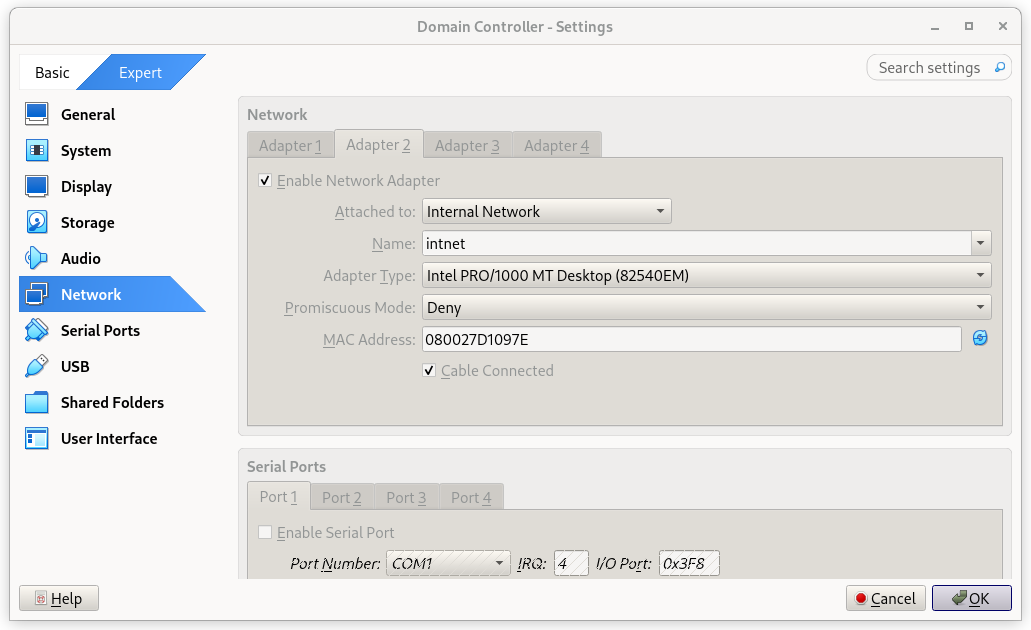 Domain Controller - Settings
Basic
Expert
Search settings
General
System
Display
Storage
Audio
Network
Serial Ports
USB
Shared Folders
User Interface
Network
Adapter 1 Adapter 2 Adapter 3 Adapter 4
Enable Network Adapter
Attached to: Internal Network
Name: intnet
Adapter Type: Intel PRO/1000 MT Desktop (82540EM)
Promiscuous Mode: Deny
MAC Address: 080027D1097E
Cable Connected
Serial Ports
Port 1 Port 2 Port 3 Port 4
Enable Serial Port
Port Number: COM1 IRQ: 4 I/O Port: 0x3F8
Help
Cancel
OK